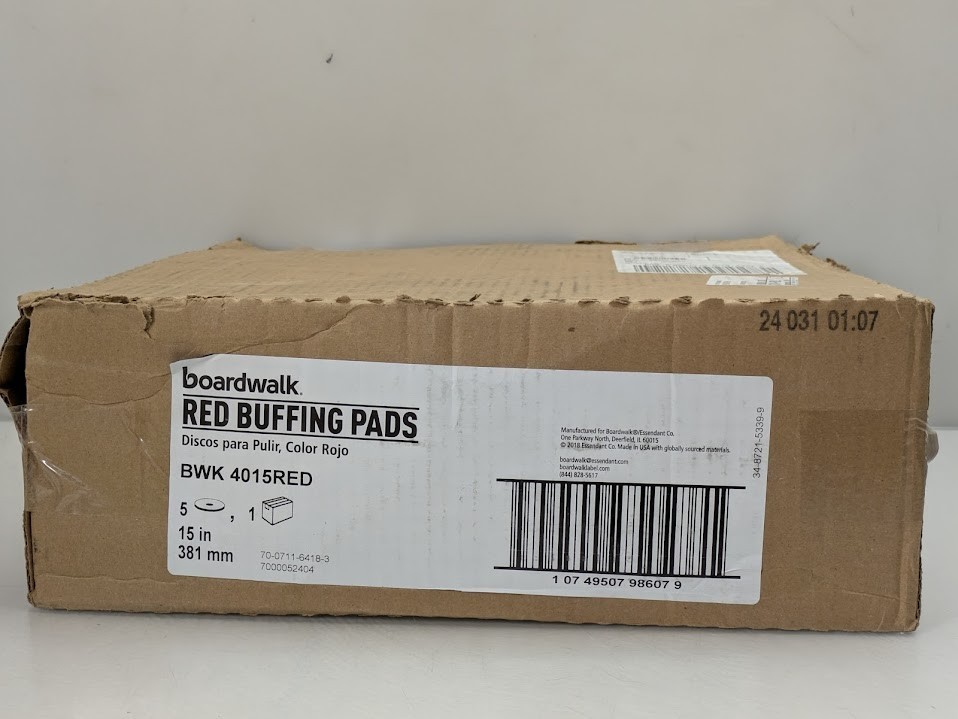 24 031 01:07
boardwalk.
RED BUFFING PADS
Discos para Pulir, Color Rojo
BWK 4015RED
5 , 1
15 in
381 mm
70-0711-6418-3
7000052404
Manufactured for Boardwalk®/Essendant Co.
One Parkway North, Deerfield, IL 60015
© 2018 Essendant Co. Made in USA with globally sourced materials.
boardwalk@essendant.com
boardwalklabel.com
(844) 828-5617
34-8721-5339-9
1 07 49507 98607 9